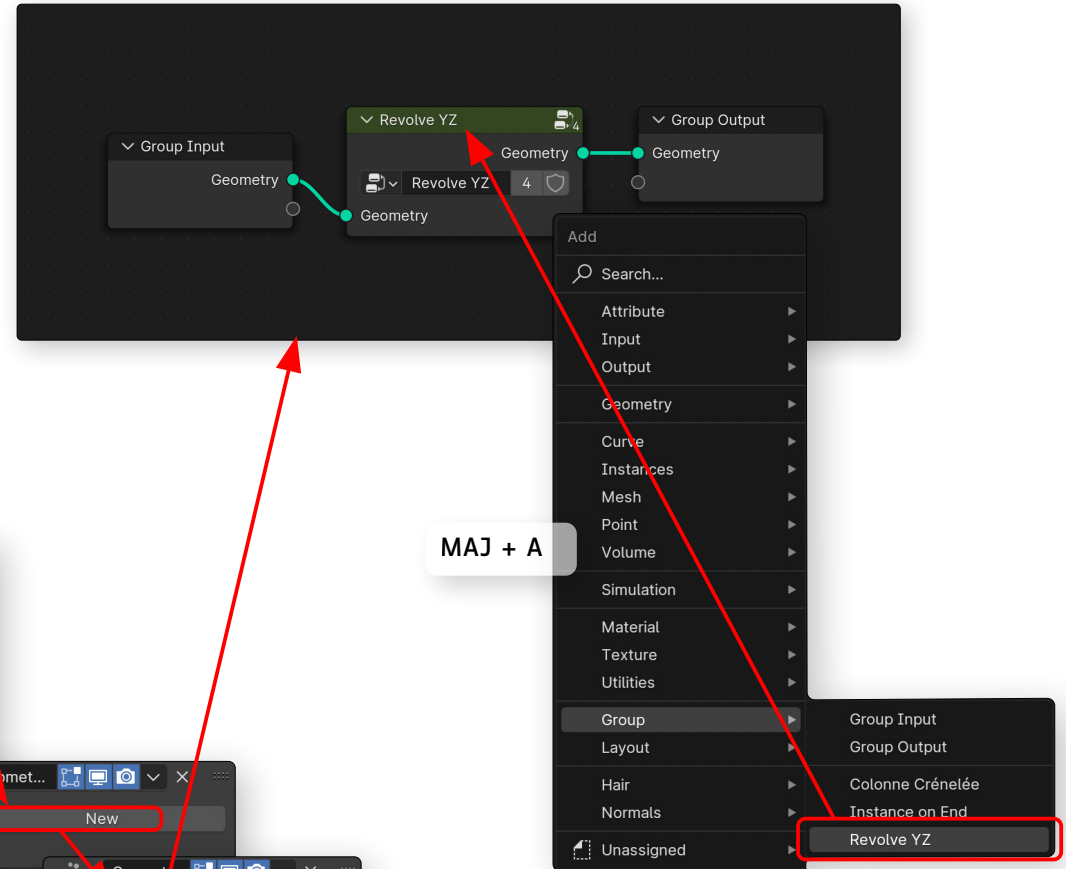 Revolve YZ
4
Group Output
Group Input
Geometry
Geometry
Geometry
Revolve YZ
4
Geometry
Add
Search...
Attribute
Input
Output
Geometry
Curve
Instances
Mesh
MAJ + A
Point
Volume
Simulation
Material
Texture
Utilities
Group
Layout
Hair
Normals
Unassigned
Group Input
Group Output
Colonne Crénelée
Instance on End
Revolve YZ
omet...
New